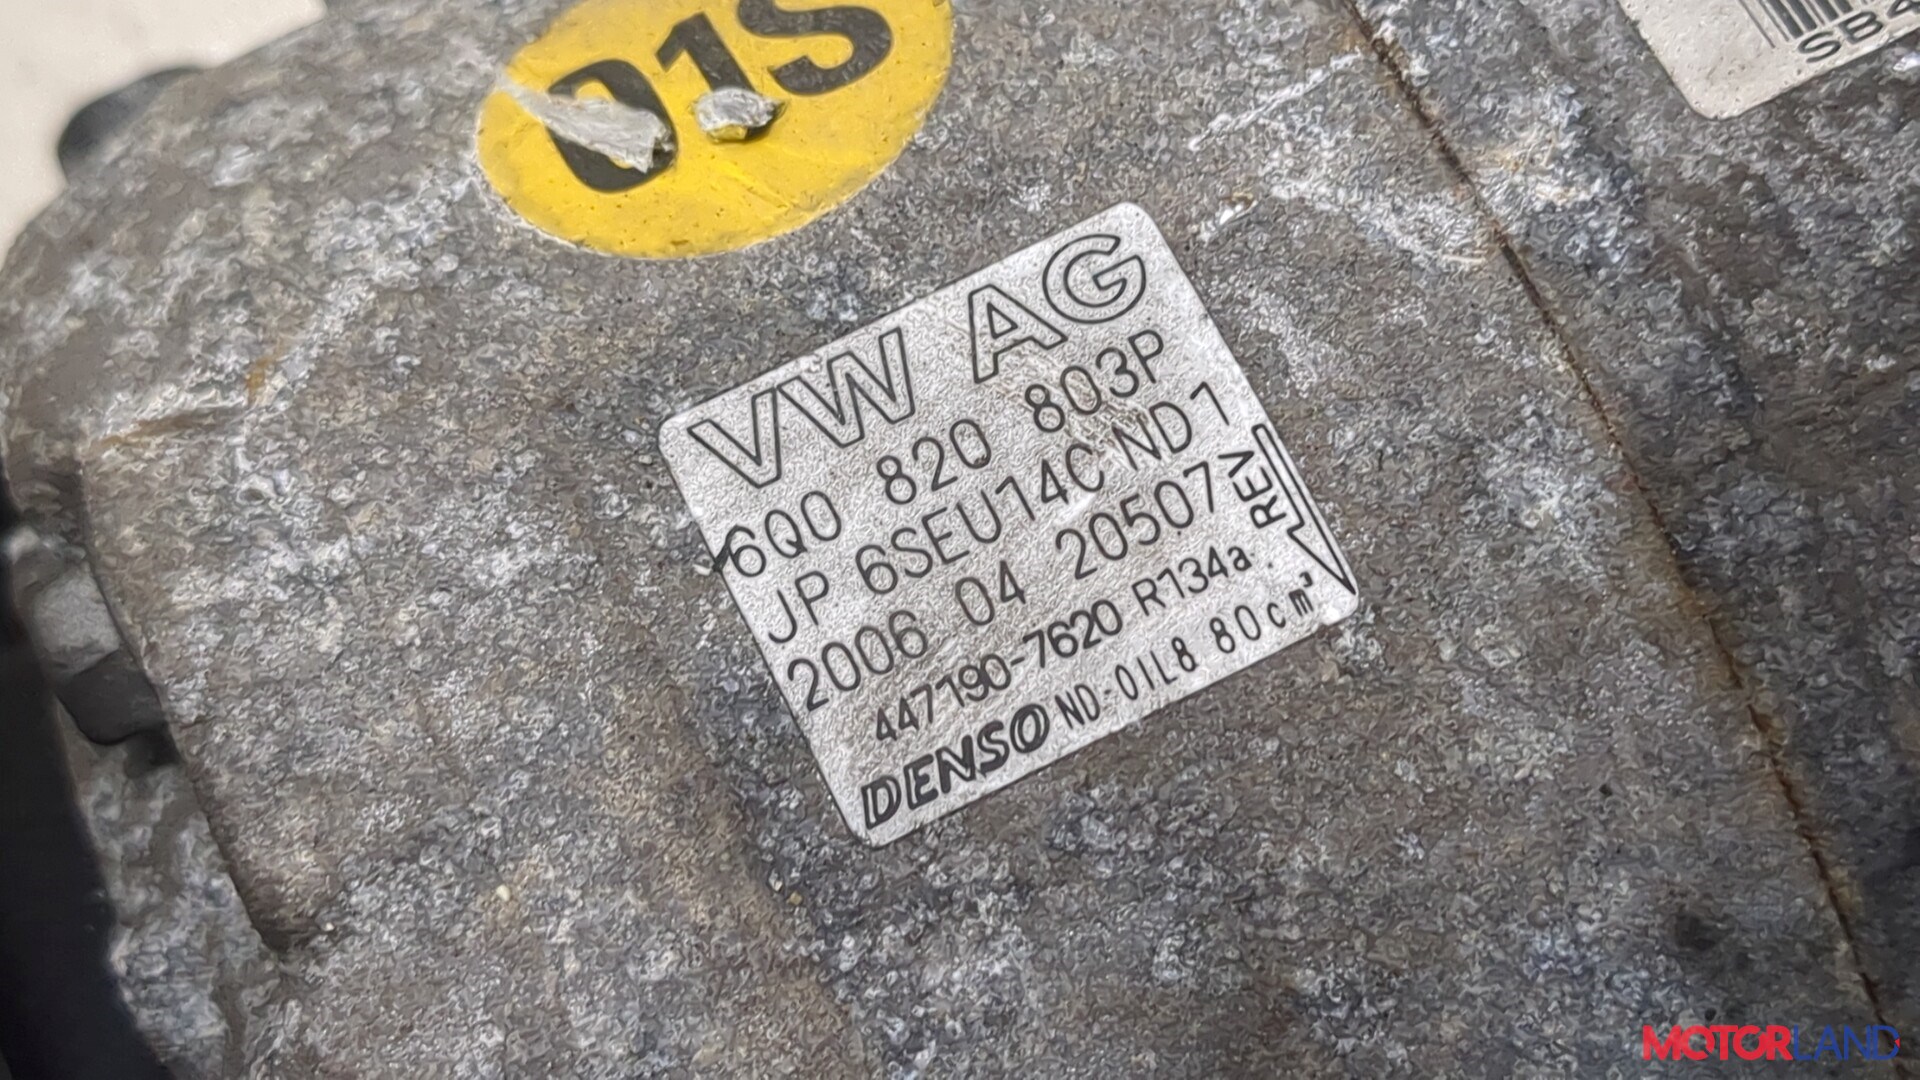 01S
SB4
VW AG
6Q0 820 803P
JP 6SEU14C ND1
2006 04 20507
REV
447190-7620 R134a
DENSO ND-OIL8 80cm³
MOTORLAND